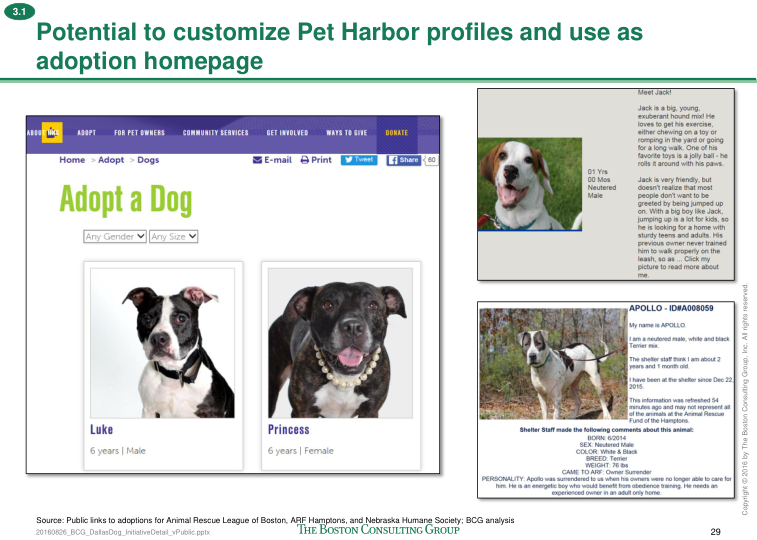 3.1
Potential to customize Pet Harbor profiles and use as
adoption homepage
ABOUT
ADOPT
FOR PET OWNERS
COMMUNITY SERVICES
GET INVOLVED
WAYS TO GIVE
DONATE
Home > Adopt > Dogs
E-mail
Print
Tweet
Share
60
Adopt a Dog
Any Gender
Any Size
Luke
6 years | Male
Princess
6 years | Female
01 Yrs
00 Mos
Neutered
Male
Meet Jack!
Jack is a big, young,
exuberant hound mix! He
loves to get his exercise,
either chewing on a toy or
romping in the yard or going
for a long walk. One of his
favorite toys is a jolly ball - he
rolls it around with his paws.
Jack is very friendly, but
doesn't realize that most
people don't want to be
greeted by being jumped up
on. With a big boy like Jack,
jumping up is a lot for kids, so
he is looking for a home with
sturdy teens and adults. His
previous owner never trained
him to walk properly on the
leash, so as ... Click my
picture to read more about
me.
APOLLO - ID#A008059
My name is APOLLO.
I am a neutered male, white and black
Terrier mix.
The shelter staff think I am about 2
years and 1 month old.
I have been at the shelter since Dec 22,
2015.
This information was refreshed 54
minutes ago and may not represent all
of the animals at the Animal Rescue
Fund of the Hamptons.
Shelter Staff made the following comments about this animal:
BORN: 6/2014
SEX: Neutered Male
COLOR: White & Black
BREED: Terrier
WEIGHT: 76 lbs
CAME TO ARF: Owner Surrender
PERSONALITY: Apollo was surrendered to us when his owners were no longer able to care for
him. He is an energetic boy who would benefit from obedience training. He needs an
experienced owner in an adult only home.
Copyright © 2016 by The Boston Consulting Group, Inc. All rights reserved.
Source: Public links to adoptions for Animal Rescue League of Boston, ARF Hamptons, and Nebraska Humane Society; BCG analysis
20160826_BCG_DallasDog_InitiativeDetail_vPublic.pptx
THE BOSTON CONSULTING GROUP
29